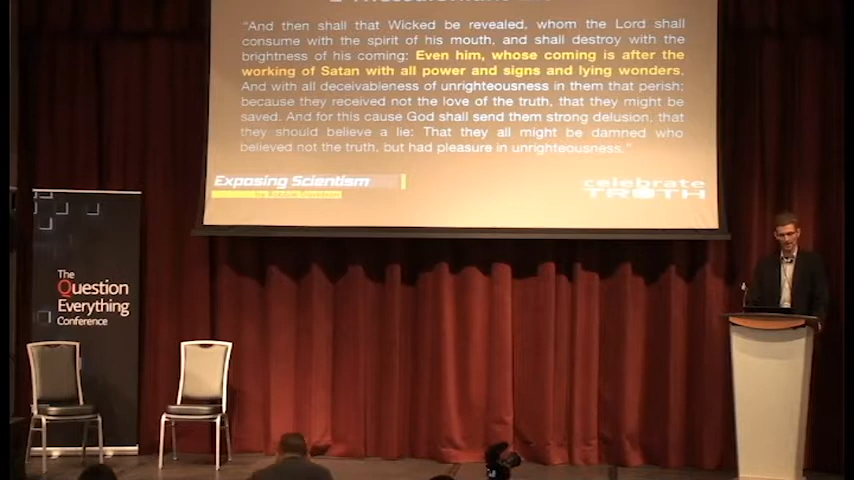 "And then shall that Wicked be revealed, whom the Lord shall
consume with the spirit of his mouth, and shall destroy with the
brightness of his coming: Even him, whose coming is after the
working of Satan with all power and signs and lying wonders,
And with all deceivableness of unrighteousness in them that perish;
because they received not the love of the truth, that they might be
saved. And for this cause God shall send them strong delusion, that
they should believe a lie: That they all might be damned who
believed not the truth, but had pleasure in unrighteousness."
Exposing Scientism
celebrate
TRUTH
The
Question
Everything
Conference